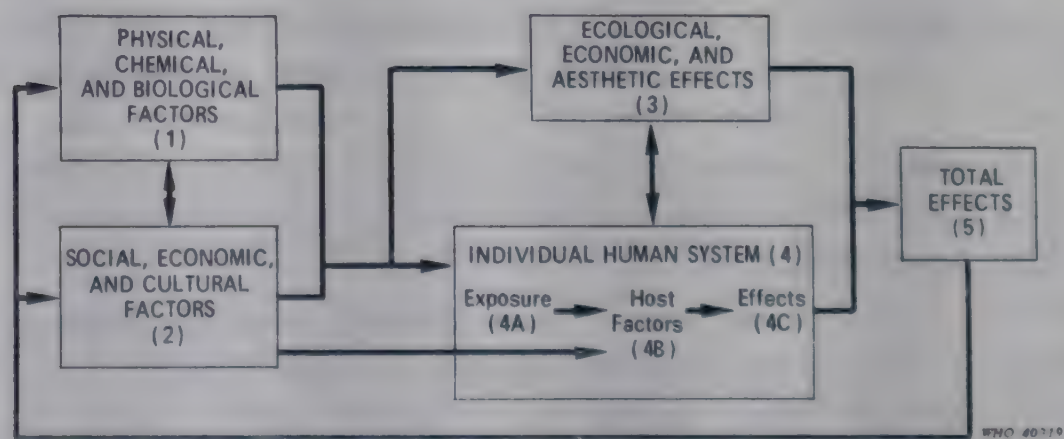 PHYSICAL,
CHEMICAL,
AND BIOLOGICAL
FACTORS
(1)
SOCIAL, ECONOMIC,
AND CULTURAL
FACTORS
(2)
ECOLOGICAL,
ECONOMIC, AND
AESTHETIC EFFECTS
(3)
INDIVIDUAL HUMAN SYSTEM (4)
Exposure
(4A)
Host
Factors
(4B)
Effects
(4C)
TOTAL
EFFECTS
(5)
WHO